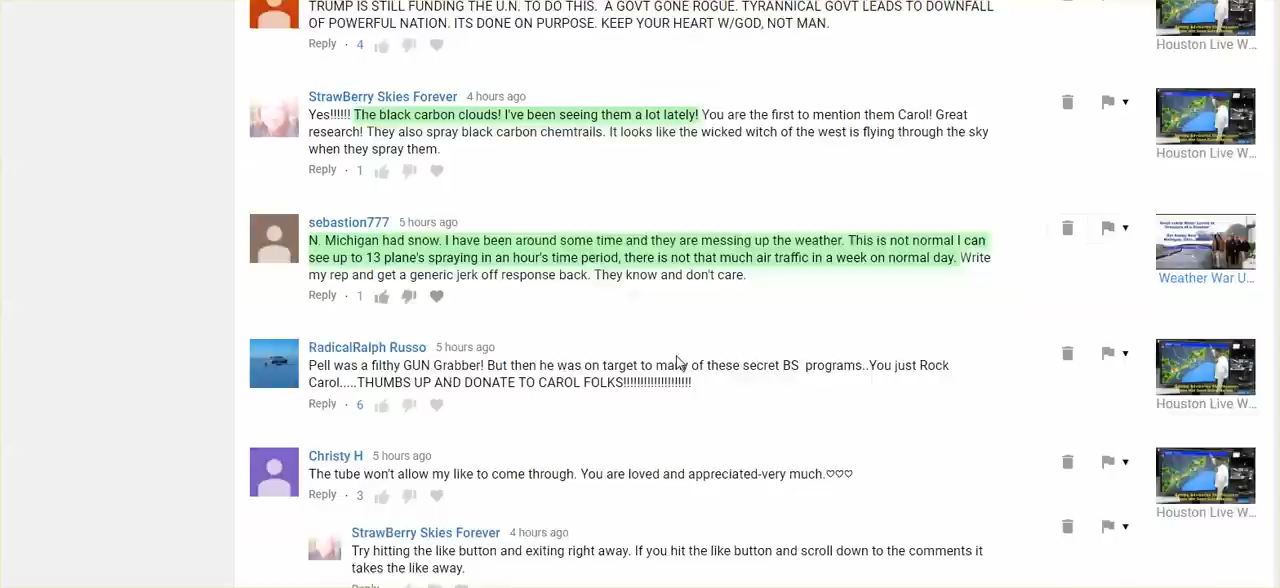 TRUMP IS STILL FUNDING THE U.N. TO DO THIS. A GOVT GONE ROGUE. TYRANNICAL GOVT LEADS TO DOWNFALL
OF POWERFUL NATION. ITS DONE ON PURPOSE. KEEP YOUR HEART W/GOD, NOT MAN.
Reply · 4
Houston Live W...
StrawBerry Skies Forever 4 hours ago
Yes!!!!!! The black carbon clouds! I've been seeing them a lot lately! You are the first to mention them Carol! Great
research! They also spray black carbon chemtrails. It looks like the wicked witch of the west is flying through the sky
when they spray them.
Reply · 1
Houston Live W...
sebastion777 5 hours ago
N. Michigan had snow. I have been around some time and they are messing up the weather. This is not normal I can
see up to 13 plane's spraying in an hour's time period, there is not that much air traffic in a week on normal day. Write
my rep and get a generic jerk off response back. They know and don't care.
Reply · 1
Weather War U...
RadicalRalph Russo 5 hours ago
Pell was a filthy GUN Grabber! But then he was on target to many of these secret BS programs..You just Rock
Carol.....THUMBS UP AND DONATE TO CAROL FOLKS!!!!!!!!!!!!!!!!!!!!
Reply · 6
Houston Live W...
Christy H 5 hours ago
The tube won't allow my like to come through. You are loved and appreciated-very much.♡♡♡
Reply · 3
Houston Live W...
StrawBerry Skies Forever 4 hours ago
Try hitting the like button and exiting right away. If you hit the like button and scroll down to the comments it
takes the like away.